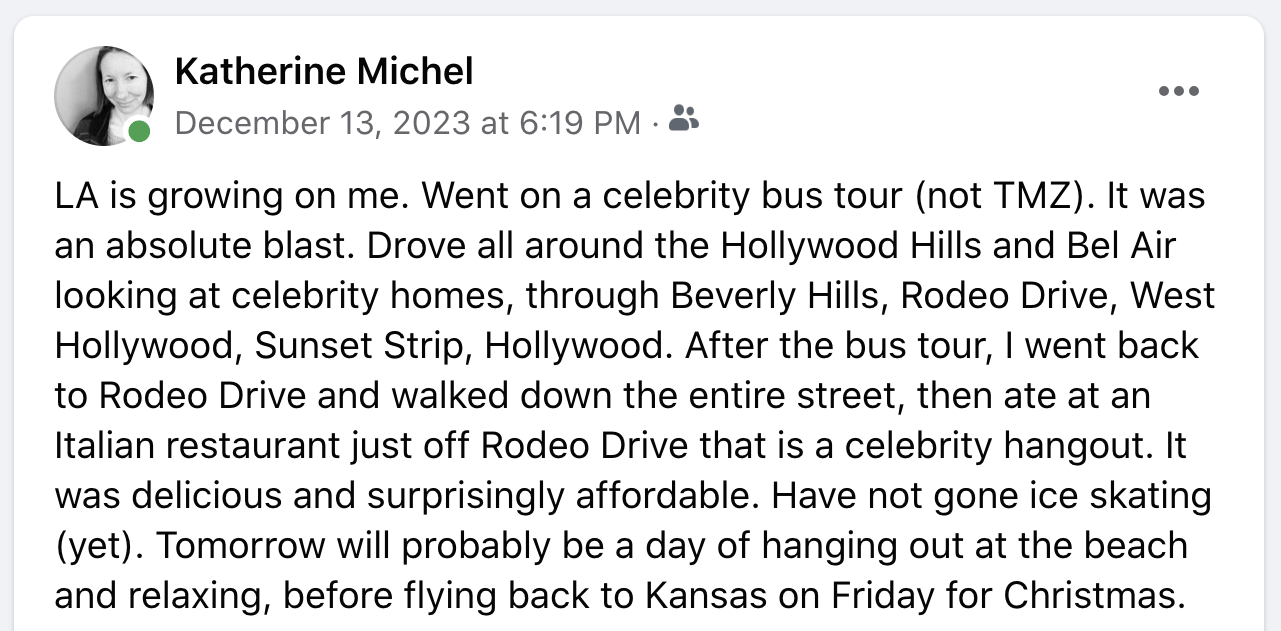 Katherine Michel
December 13, 2023 at 6:19 PM ·
LA is growing on me. Went on a celebrity bus tour (not TMZ). It was
an absolute blast. Drove all around the Hollywood Hills and Bel Air
looking at celebrity homes, through Beverly Hills, Rodeo Drive, West
Hollywood, Sunset Strip, Hollywood. After the bus tour, I went back
to Rodeo Drive and walked down the entire street, then ate at an
Italian restaurant just off Rodeo Drive that is a celebrity hangout. It
was delicious and surprisingly affordable. Have not gone ice skating
(yet). Tomorrow will probably be a day of hanging out at the beach
and relaxing, before flying back to Kansas on Friday for Christmas.